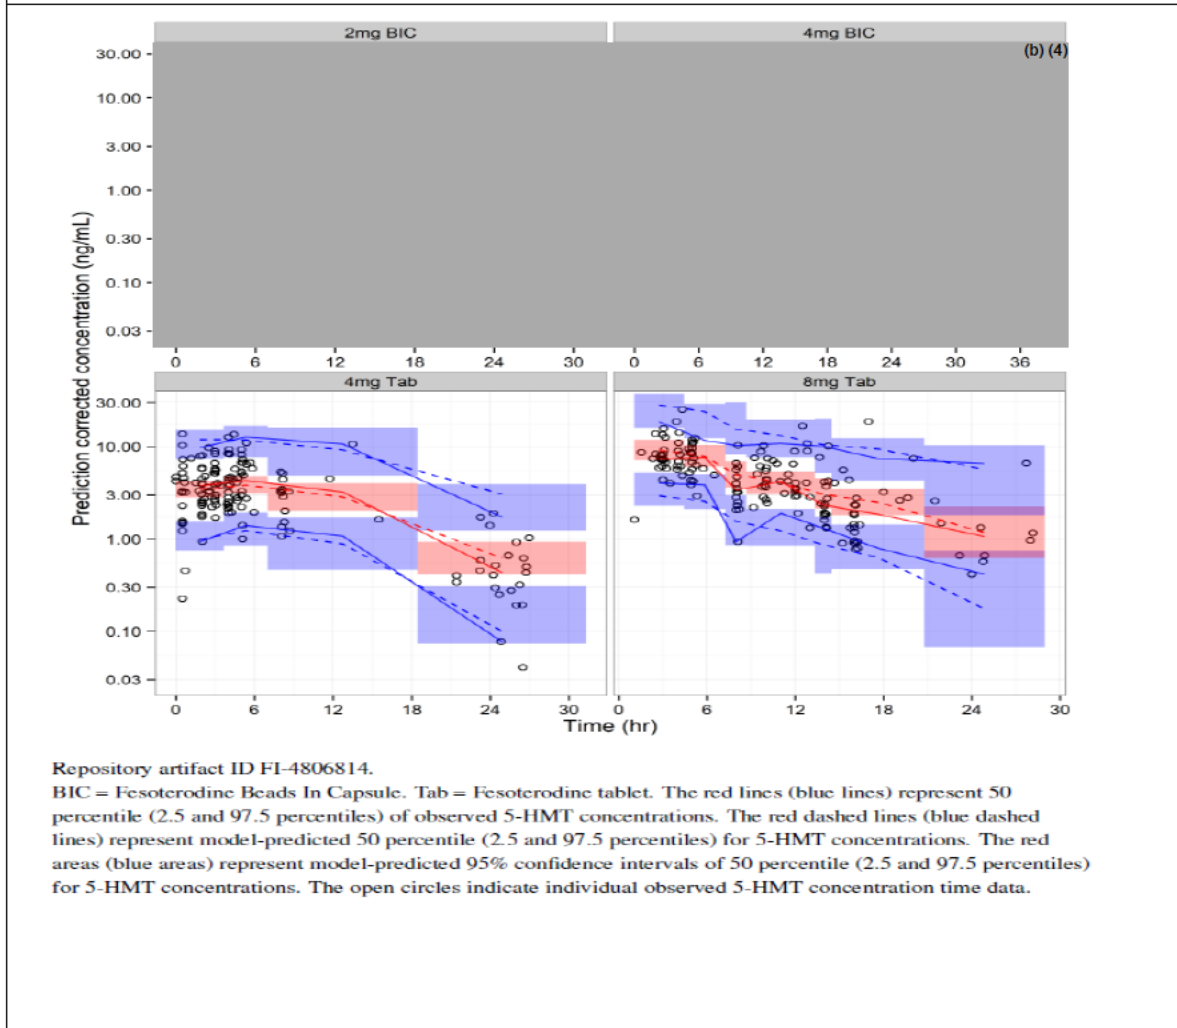 2mg BIC 4mg BIC
(b) (4)
30.00
10.00
3.00
1.00
0.30
0.10
0.03
0 6 12 18 24 30 0 6 12 18 24 30 36
Prediction corrected concentration (ng/mL)
4mg Tab 8mg Tab
30.00
10.00
3.00
1.00
0.30
0.10
0.03
0 6 12 18 24 30 0 6 12 18 24 30
Time (hr)
Repository artifact ID FI-4806814.
BIC = Fesoterodine Beads In Capsule. Tab = Fesoterodine tablet. The red lines (blue lines) represent 50
percentile (2.5 and 97.5 percentiles) of observed 5-HMT concentrations. The red dashed lines (blue dashed
lines) represent model-predicted 50 percentile (2.5 and 97.5 percentiles) for 5-HMT concentrations. The red
areas (blue areas) represent model-predicted 95% confidence intervals of 50 percentile (2.5 and 97.5 percentiles)
for 5-HMT concentrations. The open circles indicate individual observed 5-HMT concentration time data.